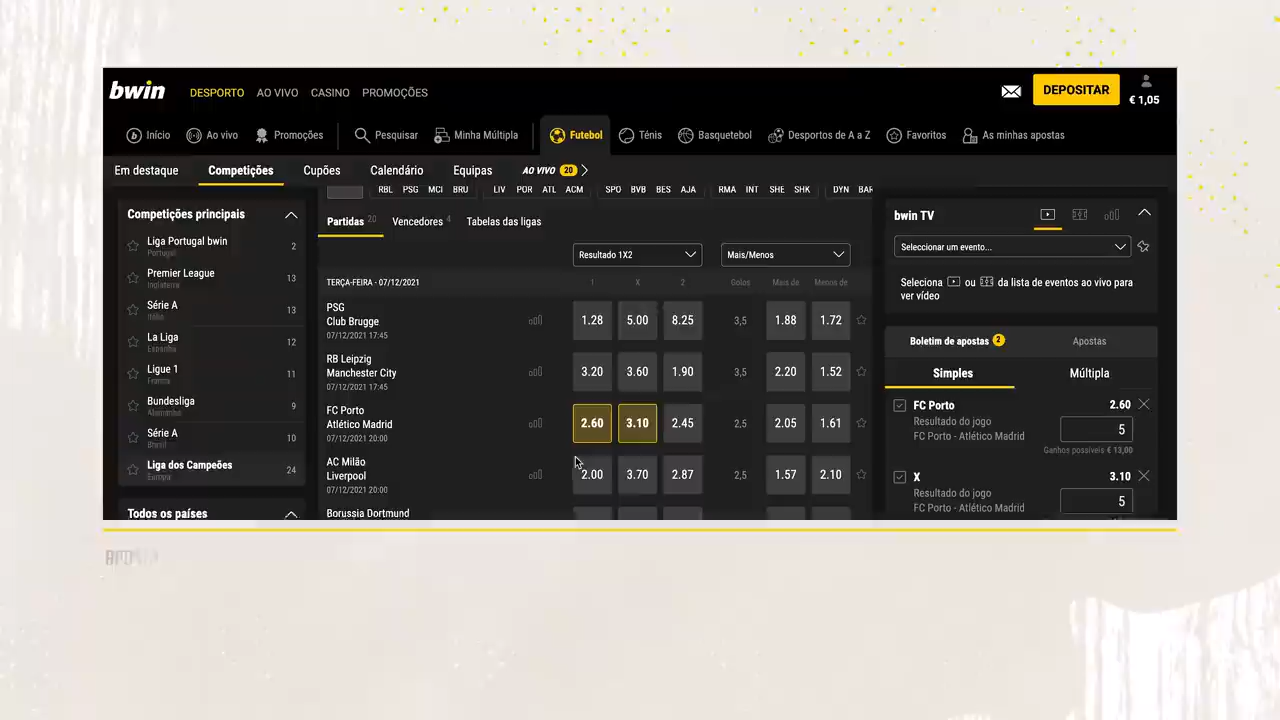 bwin DESPORTO AO VIVO CASINO PROMOÇÕES DEPOSITAR € 1,05
Início Ao vivo Promoções Pesquisar Minha Múltipla Futebol Ténis Basquetebol Desportos de A a Z Favoritos As minhas apostas
Em destaque Competições Cupões Calendário Equipas AO VIVO 20
RBL PSG MCI BRU LIV POR ATL ACM SPO BVB BES AJA RMA INT SHE SHK DYN BAR
Competições principais
Liga Portugal bwin 2
Portugal
Premier League 13
Inglaterra
Série A 13
Itália
La Liga 12
Espanha
Ligue 1 11
França
Bundesliga 9
Alemanha
Série A 10
Brasil
Liga dos Campeões 24
Europa
Todos os países
Partidas 20 Vencedores 4 Tabelas das ligas
Resultado 1X2 Mais/Menos
TERÇA-FEIRA - 07/12/2021 1 X 2 Golos Mais de Menos de
PSG
Club Brugge 1.28 5.00 8.25 3,5 1.88 1.72
07/12/2021 17:45
RB Leipzig
Manchester City 3.20 3.60 1.90 3,5 2.20 1.52
07/12/2021 17:45
FC Porto
Atlético Madrid 2.60 3.10 2.45 2,5 2.05 1.61
07/12/2021 20:00
AC Milão
Liverpool 2.00 3.70 2.87 2,5 1.57 2.10
07/12/2021 20:00
Borussia Dortmund
bwin TV
Seleccionar um evento...
Seleciona ou da lista de eventos ao vivo para
ver vídeo
Boletim de apostas 2 Apostas
Simples Múltipla
FC Porto 2.60
Resultado do jogo 5
FC Porto - Atlético Madrid
Ganhos possíveis € 13,00
X 3.10
Resultado do jogo 5
FC Porto - Atlético Madrid